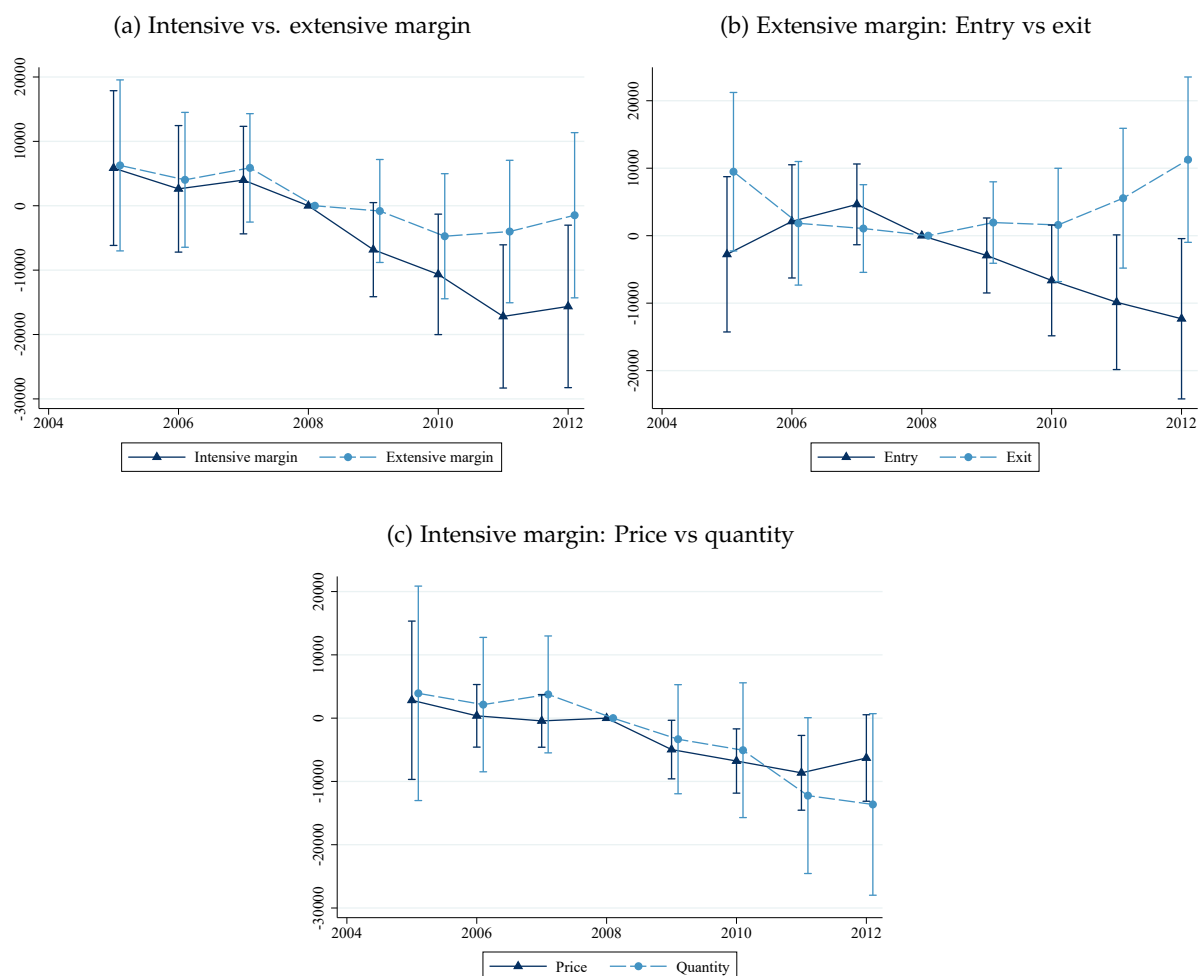 (a) Intensive vs. extensive margin
20000
10000
0
-10000
-20000
-30000
2004 2006 2008 2010 2012
Intensive margin Extensive margin
(b) Extensive margin: Entry vs exit
20000
10000
0
-10000
-20000
2004 2006 2008 2010 2012
Entry Exit
(c) Intensive margin: Price vs quantity
20000
10000
0
-10000
-20000
-30000
2004 2006 2008 2010 2012
Price Quantity